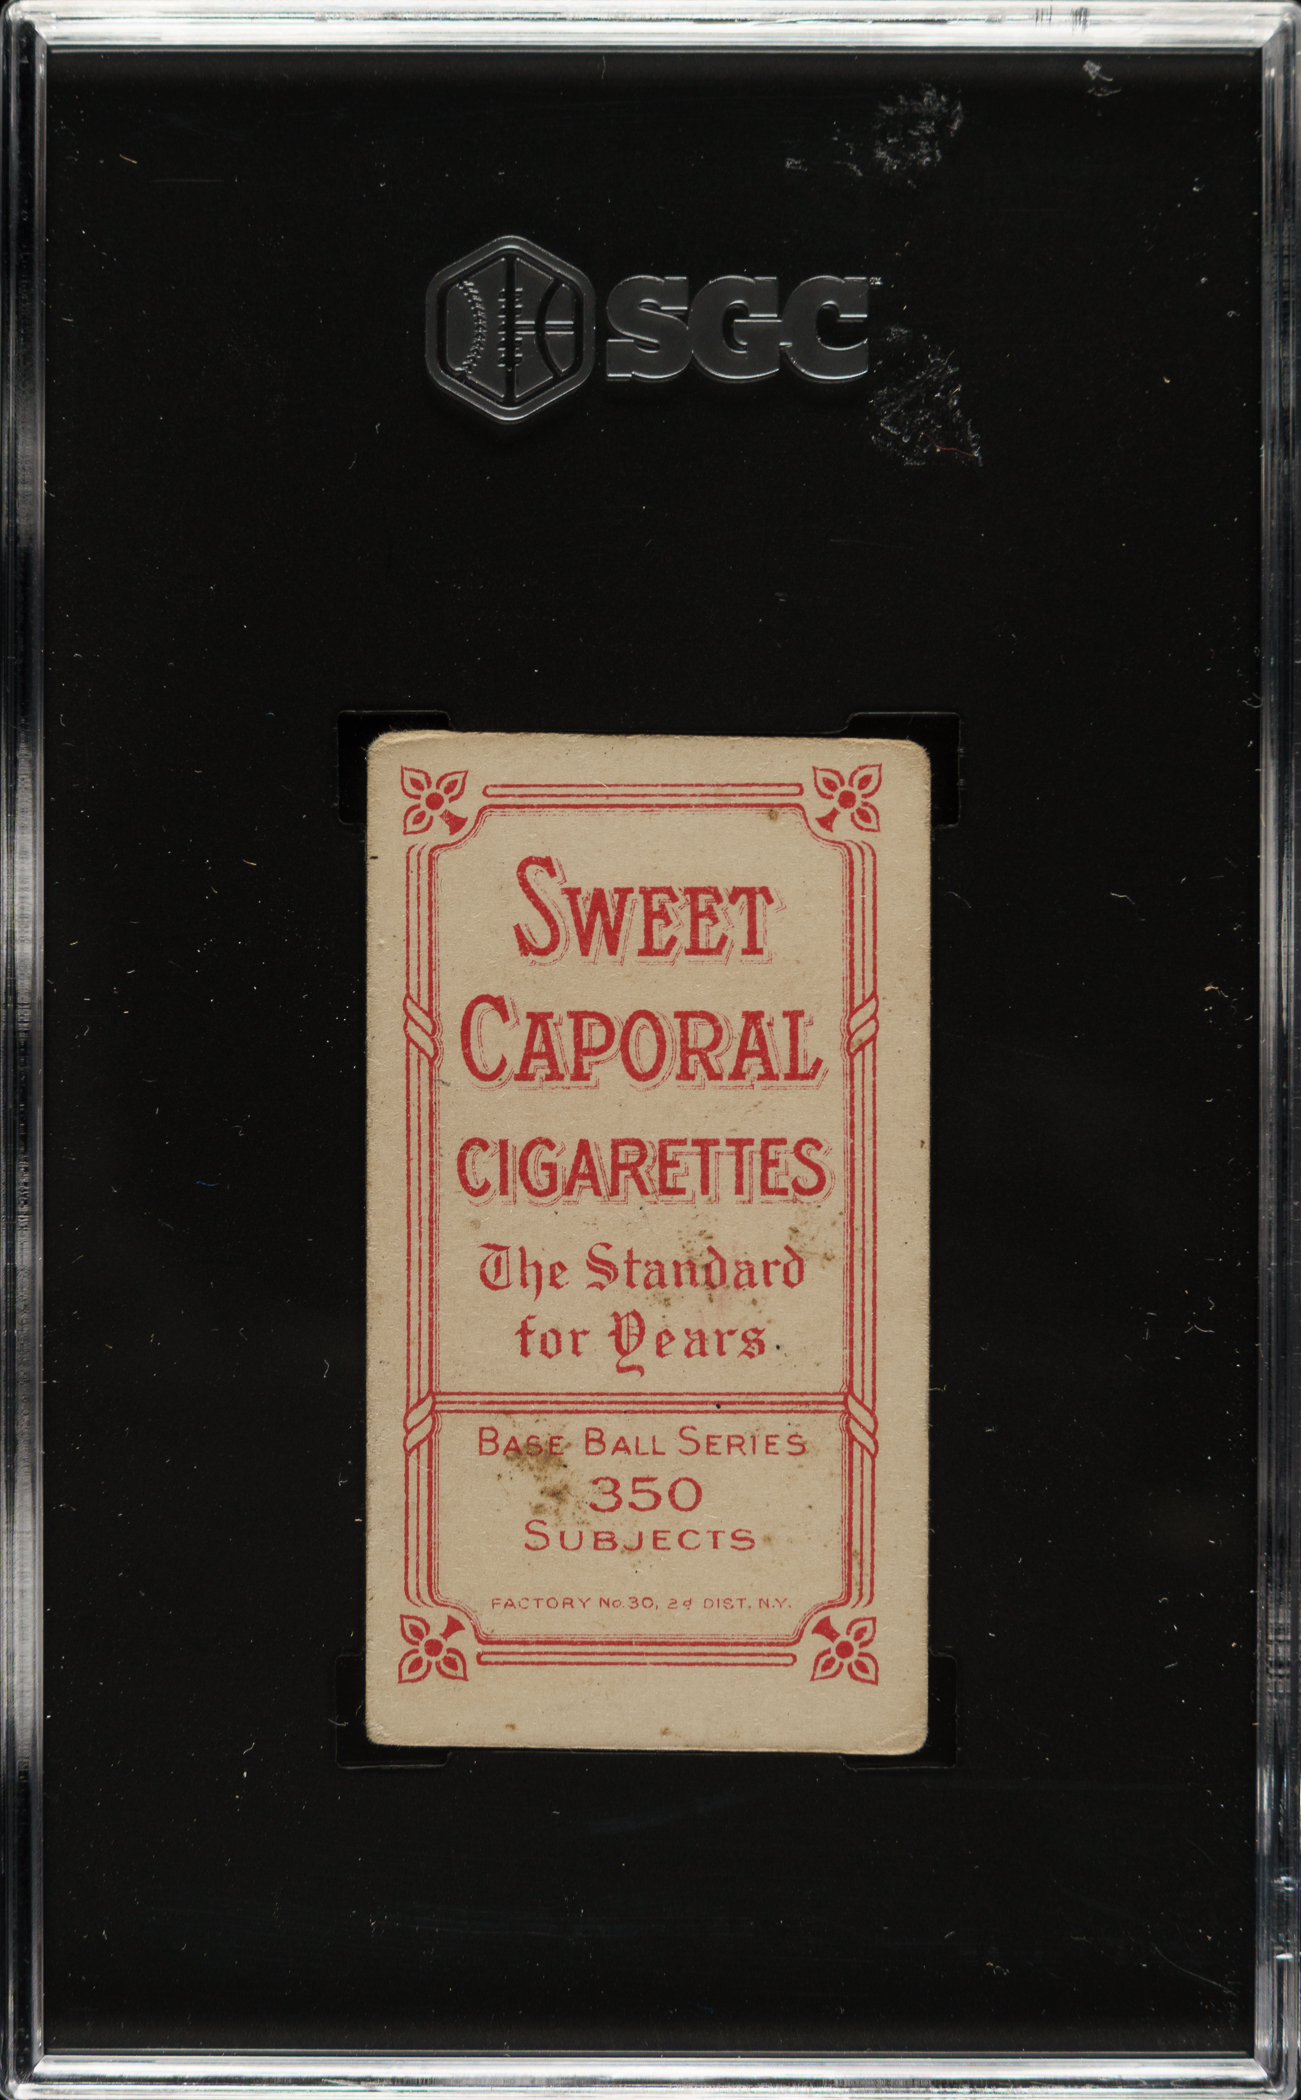 SGC
SWEET
CAPORAL
CIGARETTES
The Standard
for Years.
BASE BALL SERIES
350
SUBJECTS
FACTORY No. 30, 2d DIST. N.Y.